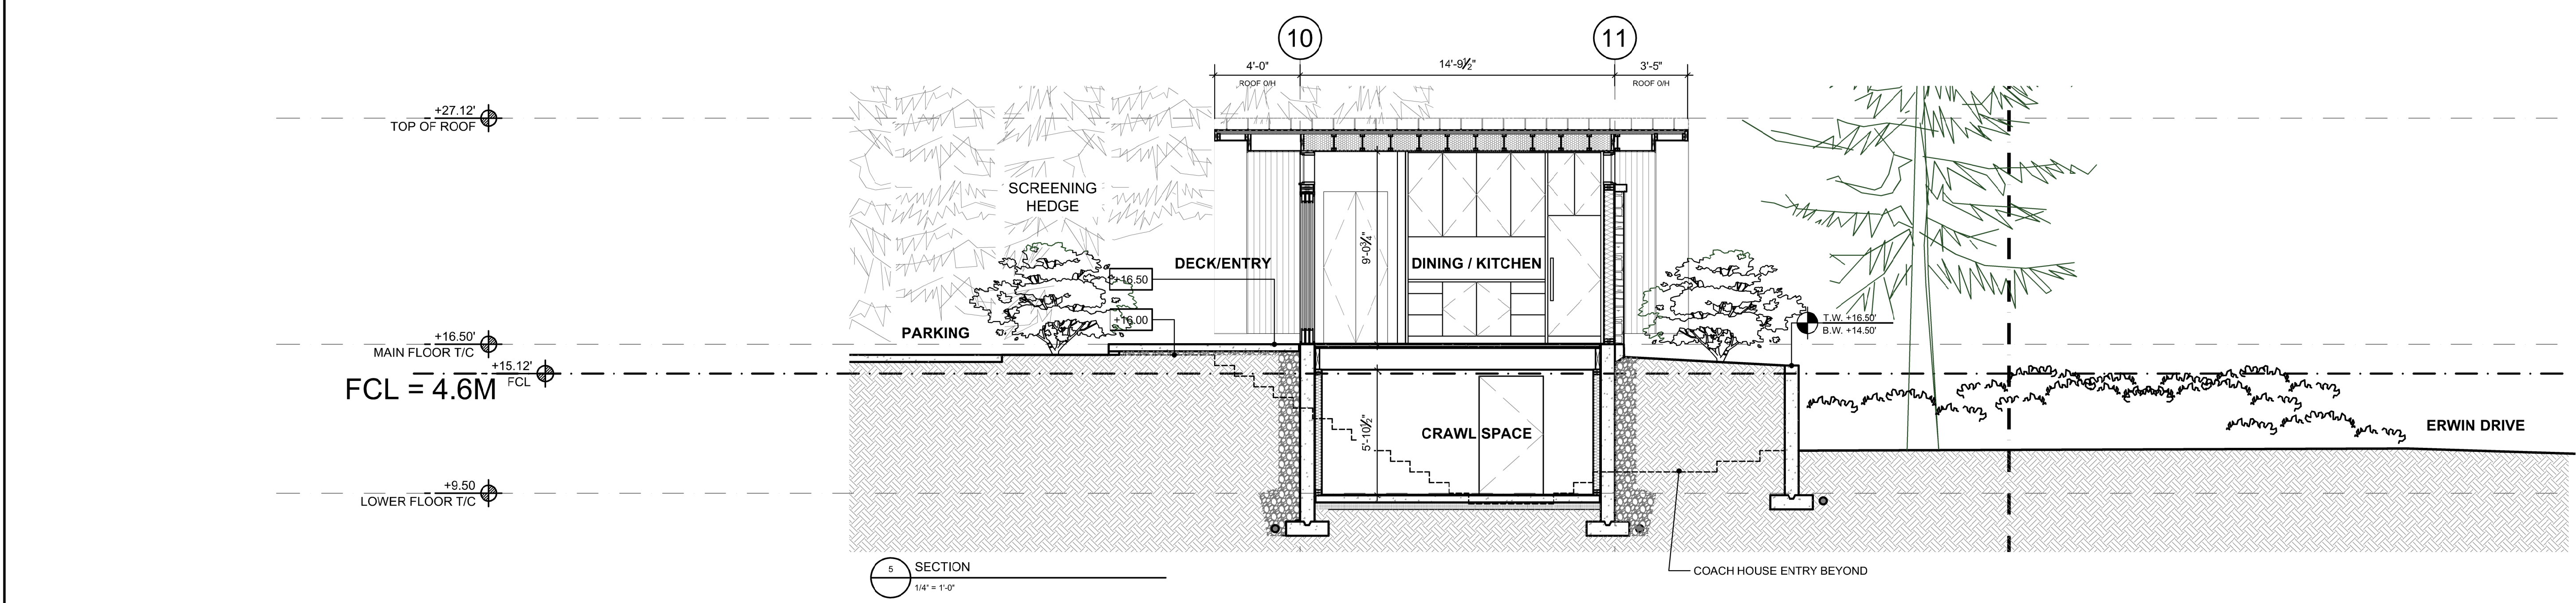 10
11
4'-0"
14'-9½"
3'-5"
ROOF O/H
ROOF O/H
+27.12'
TOP OF ROOF
SCREENING
HEDGE
9'-0¾"
DECK/ENTRY
DINING / KITCHEN
+16.50
+16.00
PARKING
T.W. +16.50'
B.W. +14.50'
+16.50'
MAIN FLOOR T/C
+15.12'
FCL
FCL = 4.6M
5'-10½"
CRAWL SPACE
ERWIN DRIVE
+9.50
LOWER FLOOR T/C
5
SECTION
1/4" = 1'-0"
COACH HOUSE ENTRY BEYOND